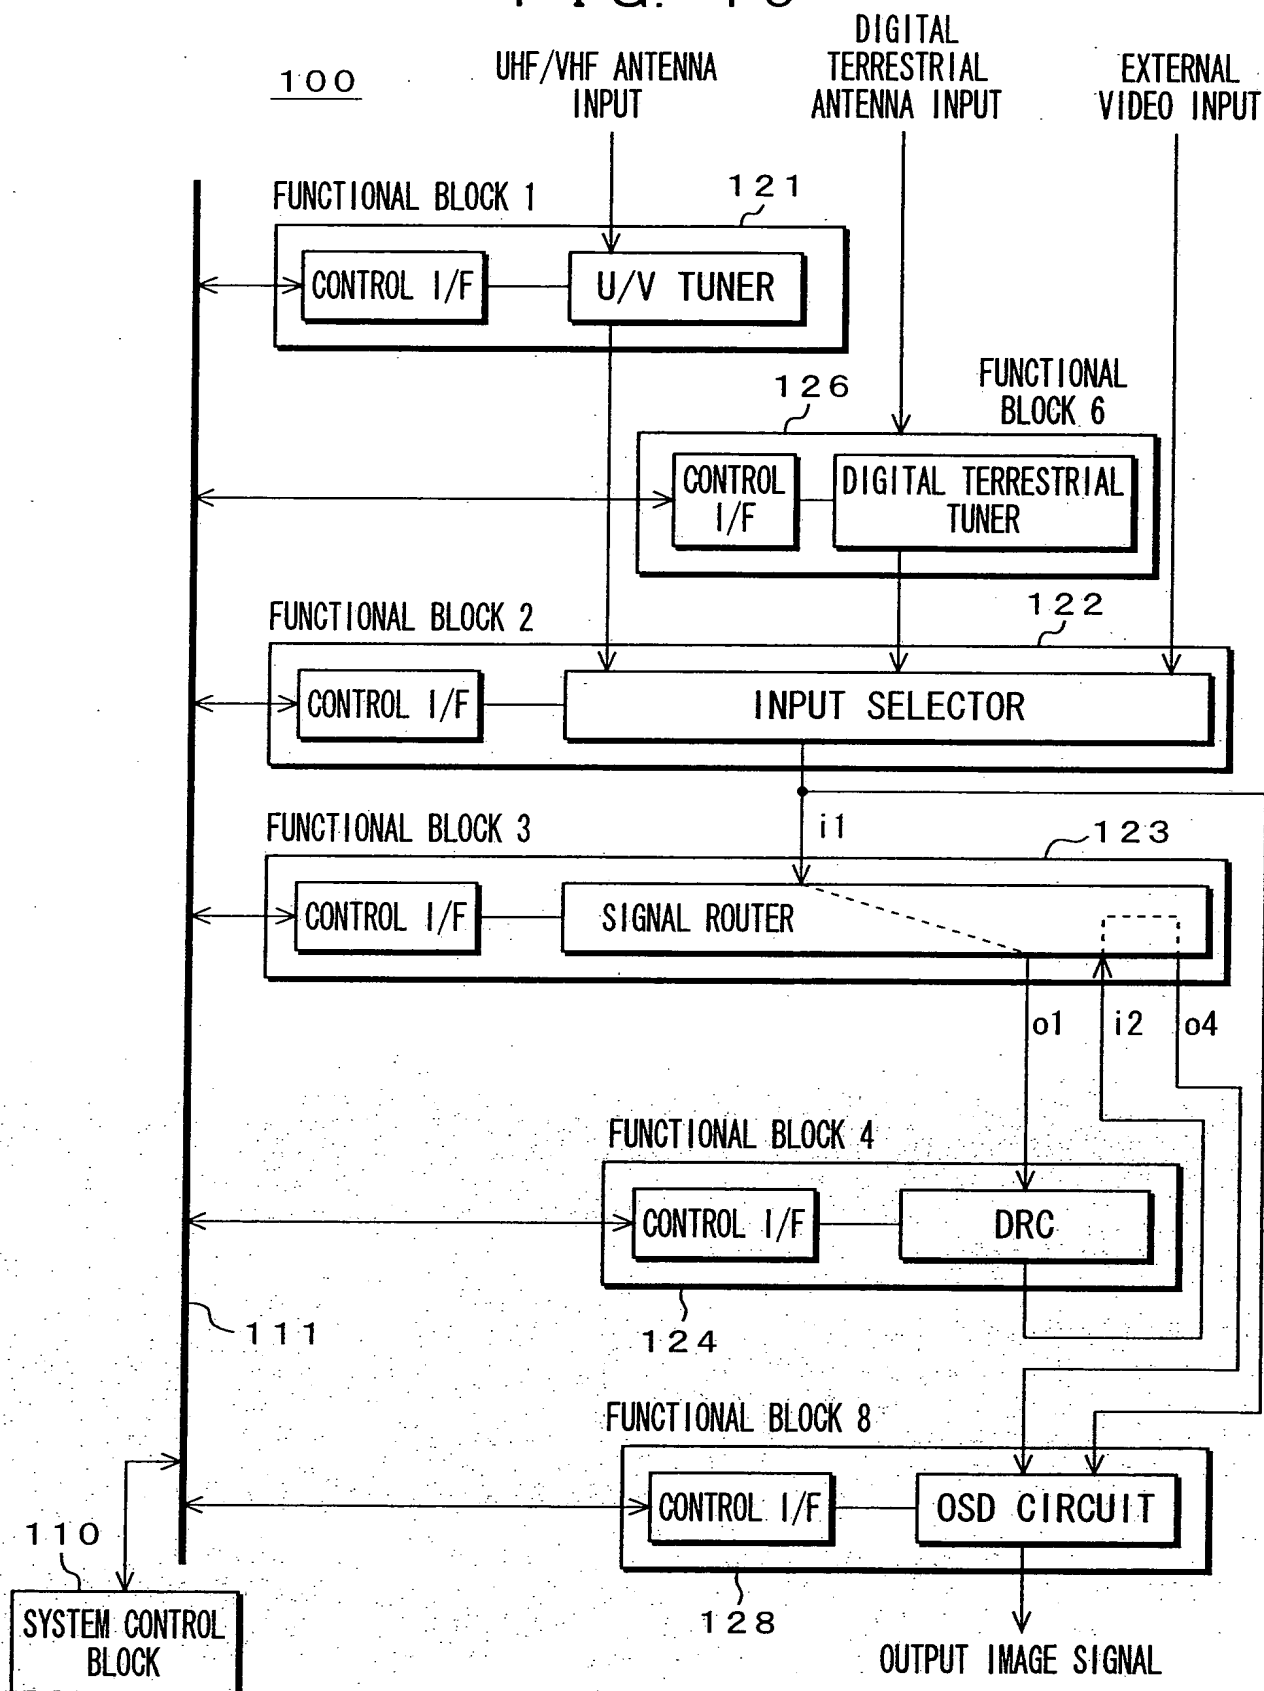 100
UHF/VHF ANTENNA
INPUT
DIGITAL
TERRESTRIAL
ANTENNA INPUT
EXTERNAL
VIDEO INPUT
FUNCTIONAL BLOCK 1
121
CONTROL I/F
U/V TUNER
126
FUNCTIONAL
BLOCK 6
CONTROL
I/F
DIGITAL TERRESTRIAL
TUNER
FUNCTIONAL BLOCK 2
122
CONTROL I/F
INPUT SELECTOR
FUNCTIONAL BLOCK 3
i1
123
CONTROL I/F
SIGNAL ROUTER
o1
i2
o4
FUNCTIONAL BLOCK 4
CONTROL I/F
DRC
124
111
FUNCTIONAL BLOCK 8
CONTROL I/F
OSD CIRCUIT
110
128
SYSTEM CONTROL
BLOCK
OUTPUT IMAGE SIGNAL